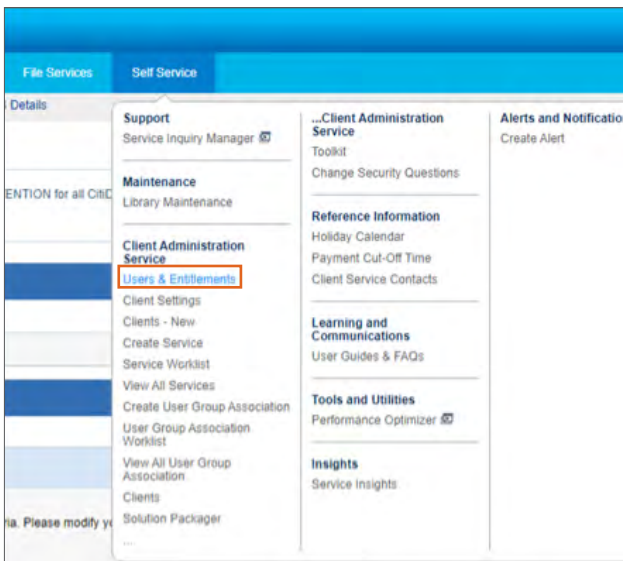 File Services
Self Service
Details
ENTION for all CitiD
ria. Please modify yo
Support
Service Inquiry Manager
Maintenance
Library Maintenance
Client Administration
Service
Users & Entitlements
Client Settings
Clients - New
Create Service
Service Worklist
View All Services
Create User Group Association
User Group Association
Worklist
View All User Group
Association
Clients
Solution Packager
...
...Client Administration
Service
Toolkit
Change Security Questions
Reference Information
Holiday Calendar
Payment Cut-Off Time
Client Service Contacts
Learning and
Communications
User Guides & FAQs
Tools and Utilities
Performance Optimizer
Insights
Service Insights
Alerts and Notificatio
Create Alert